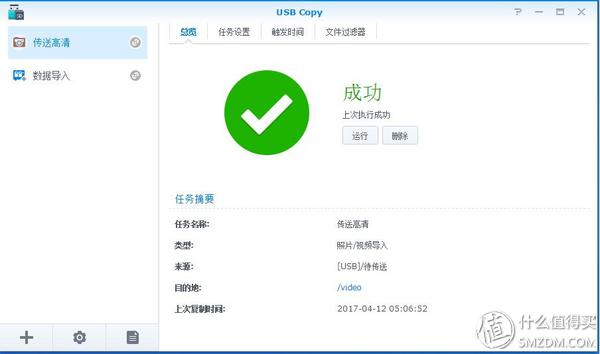 USB Copy
传送高清
数据导入
总览 任务设置 触发时间 文件过滤器
成功
上次执行成功
运行 删除
任务摘要
任务名称: 传送高清
类型: 照片/视频导入
来源: [USB]/待传送
目的地: /video
上次复制时间: 2017-04-12 05:06:52
值 什么值得买
SMZDM.COM